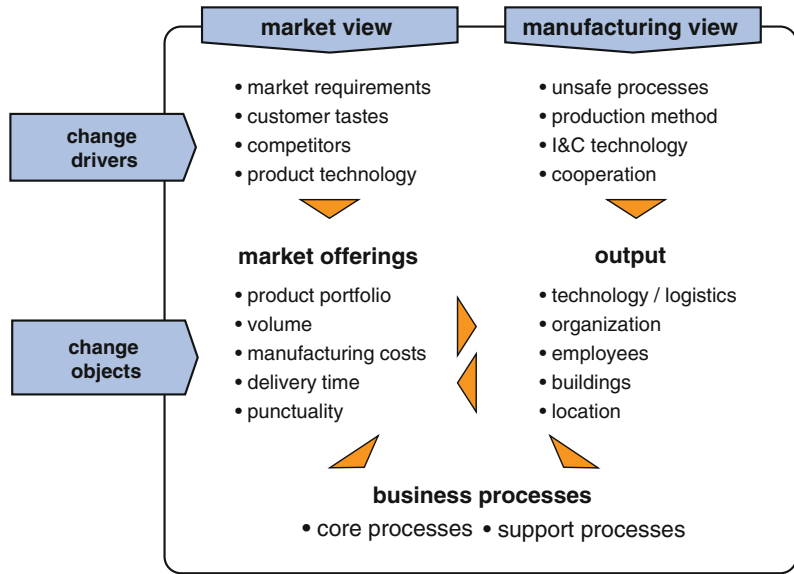 market view
manufacturing view
change
drivers
• market requirements
• customer tastes
• competitors
• product technology
• unsafe processes
• production method
• I&C technology
• cooperation
change
objects
market offerings
• product portfolio
• volume
• manufacturing costs
• delivery time
• punctuality
output
• technology / logistics
• organization
• employees
• buildings
• location
business processes
• core processes • support processes